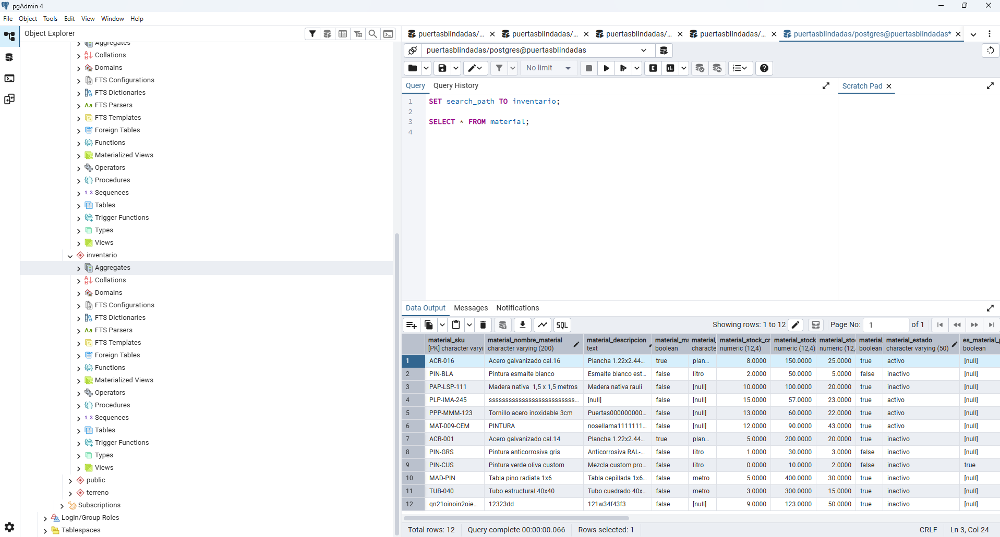 pgAdmin 4
File Object Tools Edit View Window Help
Object Explorer
Aggregates
Collations
Domains
FTS Configurations
FTS Dictionaries
Aa FTS Parsers
FTS Templates
Foreign Tables
Functions
Materialized Views
Operators
Procedures
1..3 Sequences
Tables
Trigger Functions
Types
Views
inventario
Aggregates
Collations
Domains
FTS Configurations
FTS Dictionaries
Aa FTS Parsers
FTS Templates
Foreign Tables
Functions
Materialized Views
Operators
Procedures
1..3 Sequences
Tables
Trigger Functions
Types
Views
public
terreno
Subscriptions
Login/Group Roles
Tablespaces
puertasblindadas/... puertasblindadas/... puertasblindadas/... puertasblindadas/... puertasblindadas/postgres@puertasblindadas*
puertasblindadas/postgres@puertasblindadas
No limit E
Query Query History Scratch Pad
1 SET search_path TO inventario;
2
3 SELECT * FROM material;
4
Data Output Messages Notifications
SQL Showing rows: 1 to 12 Page No: 1 of 1
material_sku material_nombre_material material_descripcion material_ma material_ material_stock_cr material_stock material_sto material material_estado es_material_
[PK] character varyi character varying (200) text boolean characte numeric (12,4) numeric (12,4) numeric (12, boolean character varying (50) boolean
1 ACR-016 Acero galvanizado cal.16 Plancha 1.22x2.44... true plan... 8.0000 150.0000 25.0000 true activo [null]
2 PIN-BLA Pintura esmalte blanco Esmalte blanco est... false litro 2.0000 50.0000 5.0000 false inactivo [null]
3 PAP-LSP-111 Madera nativa 1,5 x 1,5 metros Madera nativa rauli false [null] 10.0000 100.0000 20.0000 true inactivo [null]
4 PLP-IMA-245 ssssssssssssssssssssssssss... [null] false [null] 15.0000 57.0000 23.0000 true activo [null]
5 PPP-MMM-123 Tornillo acero inoxidable 3cm Puertas000000000... false [null] 13.0000 60.0000 22.0000 true activo [null]
6 MAT-009-CEM PINTURA nosellama1111111... false [null] 12.0000 90.0000 43.0000 true activo [null]
7 ACR-001 Acero galvanizado cal.14 Plancha 1.22x2.44... true plan... 5.0000 200.0000 20.0000 true inactivo [null]
8 PIN-GRS Pintura anticorrosiva gris Anticorrosiva RAL-... false litro 1.0000 30.0000 3.0000 false inactivo [null]
9 PIN-CUS Pintura verde oliva custom Mezcla custom pro... false litro 0.0000 10.0000 2.0000 false inactivo true
10 MAD-PIN Tabla pino radiata 1x6 Tabla cepillada 1x6... false metro 5.0000 400.0000 30.0000 true inactivo [null]
11 TUB-040 Tubo estructural 40x40 Tubo cuadrado 40x... false metro 3.0000 300.0000 15.0000 true inactivo [null]
12 qn21oinoin2oie... 12323dd 121w34f43f3 false [null] 9.0000 123.0000 50.0000 true inactivo [null]
Total rows: 12 Query complete 00:00:00.066 Rows selected: 1 CRLF Ln 3, Col 24